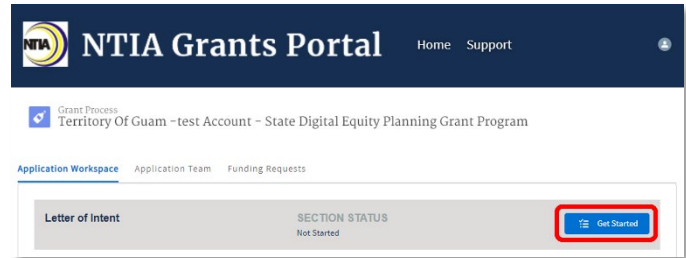 NTIA NTIA Grants Portal Home Support
Grant Process
Territory Of Guam -test Account - State Digital Equity Planning Grant Program
Application Workspace Application Team Funding Requests
Letter of Intent SECTION STATUS Get Started
Not Started